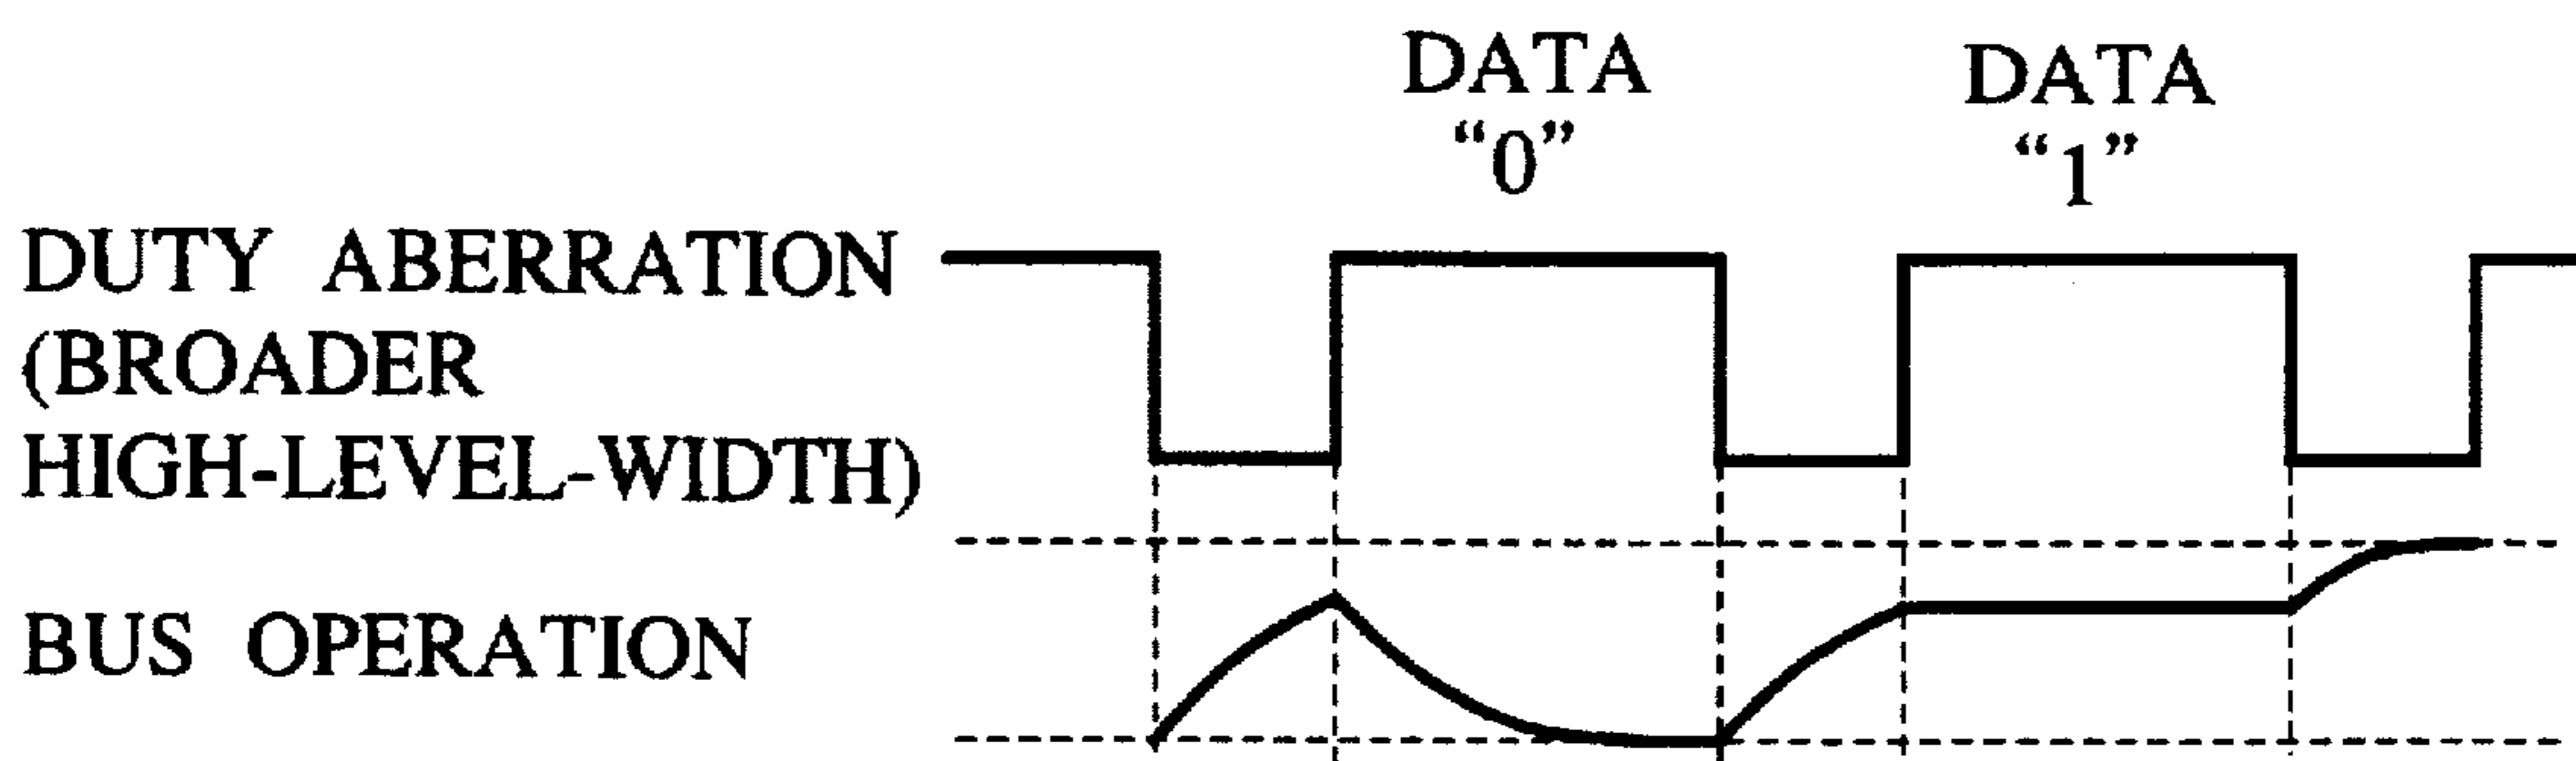 DATA
“0”
DATA
“1”
DUTY ABERRATION
(BROADER
HIGH-LEVEL-WIDTH)
BUS OPERATION